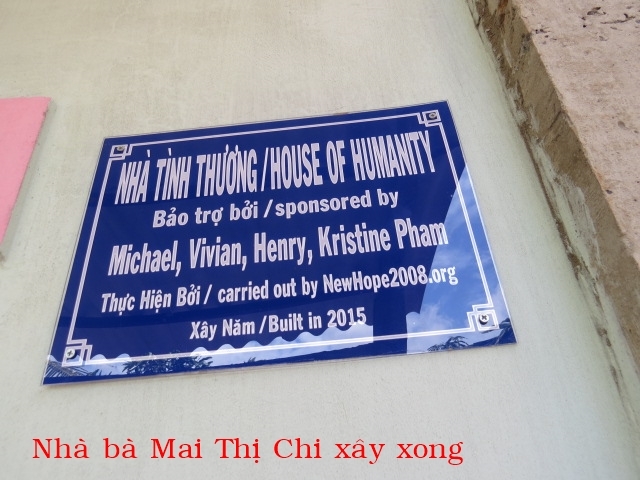 NHÀ TÌNH THƯƠNG / HOUSE OF HUMANITY
Bảo trợ bởi / sponsored by
Michael, Vivian, Henry, Kristine Pham
Thực Hiện Bởi / carried out by NewHope2008.org
Xây Năm / Built in 2015
Nhà bà Mai Thị Chi xây xong